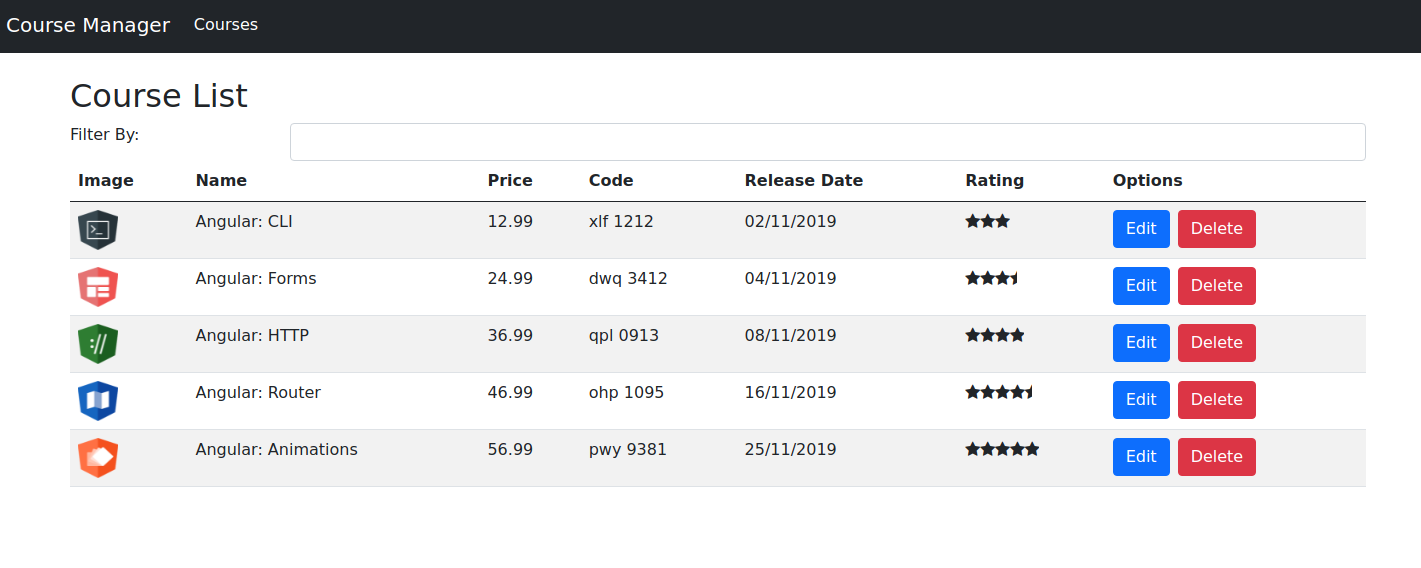 Course Manager Courses
Course List
Filter By:
Image Name Price Code Release Date Rating Options
Angular: CLI 12.99 xlf 1212 02/11/2019 Edit Delete
Angular: Forms 24.99 dwq 3412 04/11/2019 Edit Delete
Angular: HTTP 36.99 qpl 0913 08/11/2019 Edit Delete
Angular: Router 46.99 ohp 1095 16/11/2019 Edit Delete
Angular: Animations 56.99 pwy 9381 25/11/2019 Edit Delete